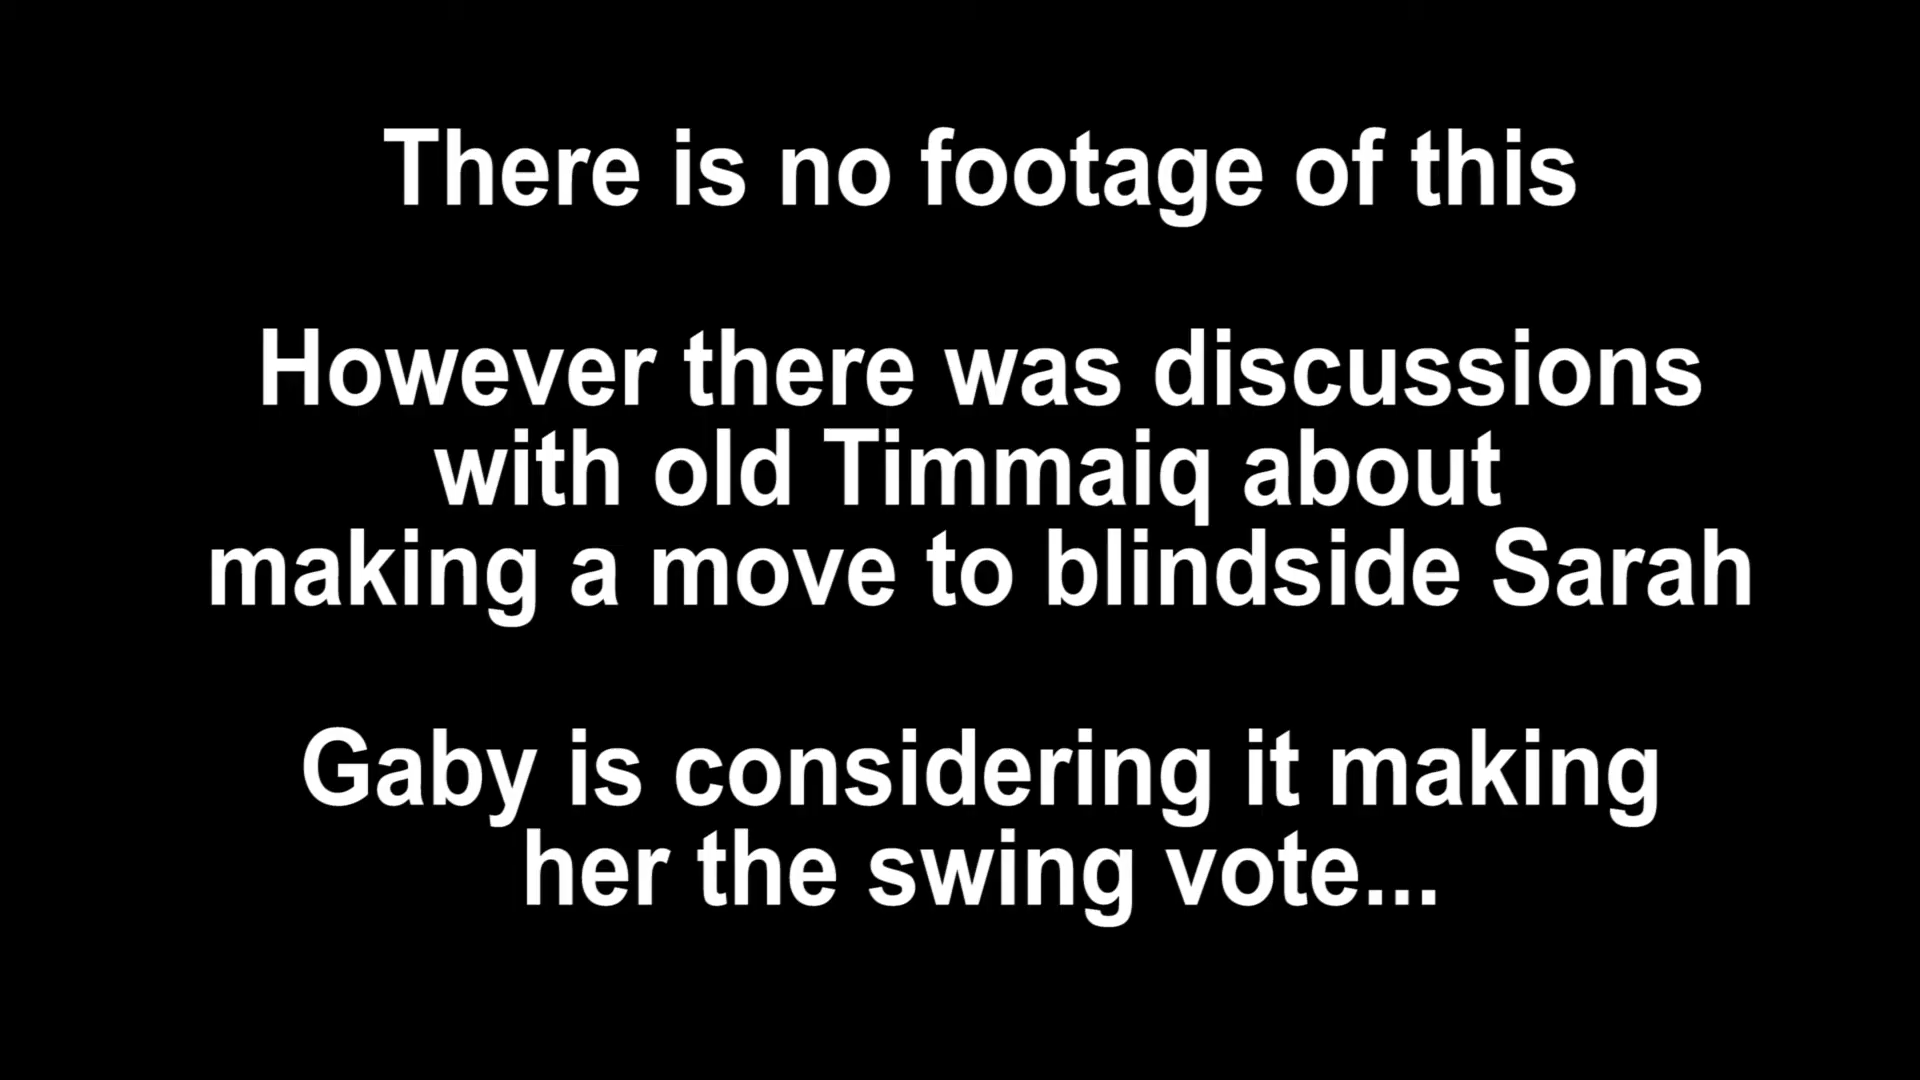 There is no footage of this
However there was discussions
with old Timmaiq about
making a move to blindside Sarah
Gaby is considering it making
her the swing vote...